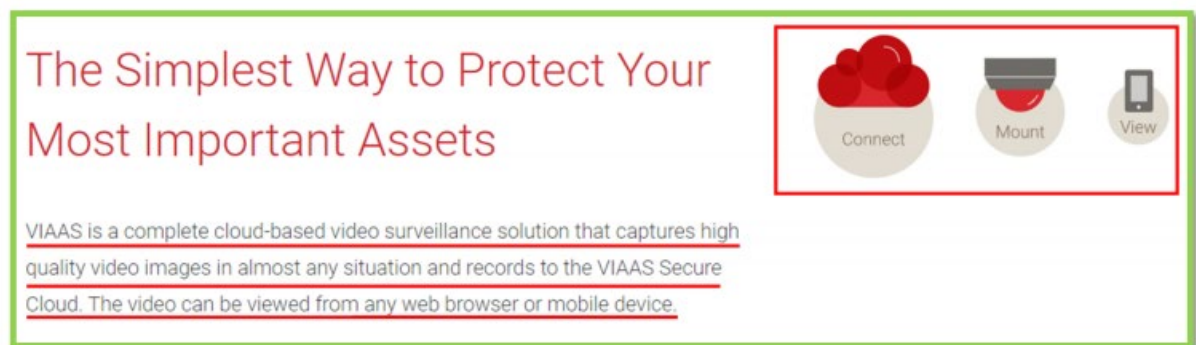 The Simplest Way to Protect Your
Most Important Assets
Connect
Mount
View
VIAAS is a complete cloud-based video surveillance solution that captures high
quality video images in almost any situation and records to the VIAAS Secure
Cloud. The video can be viewed from any web browser or mobile device.